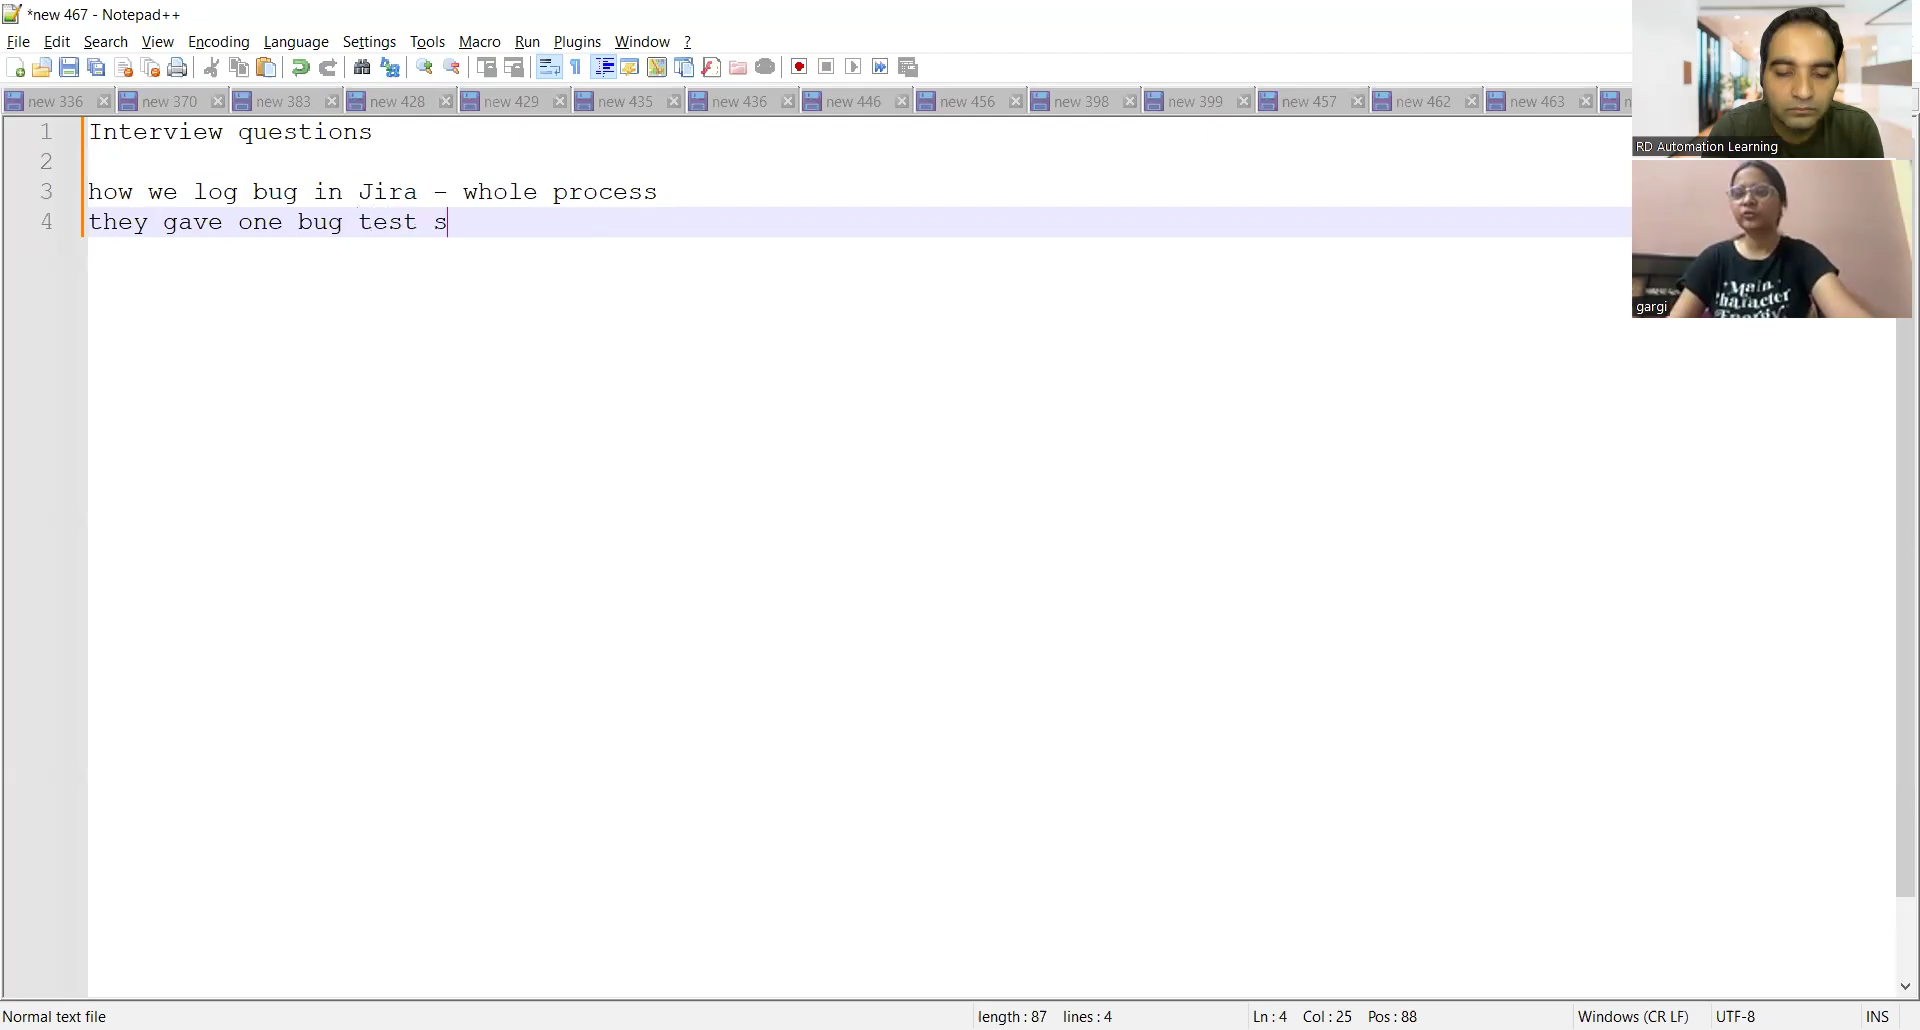 *new 467 - Notepad++
File Edit Search View Encoding Language Settings Tools Macro Run Plugins Window ?
new 336 new 370 new 383 new 428 new 429 new 435 new 436 new 446 new 456 new 398 new 399 new 457 new 462 new 463
1 Interview questions
2
3 how we log bug in Jira - whole process
4 they gave one bug test s
RD Automation Learning
Main
Character
Energy
gargi
Normal text file length : 87 lines : 4 Ln : 4 Col : 25 Pos : 88 Windows (CR LF) UTF-8 INS